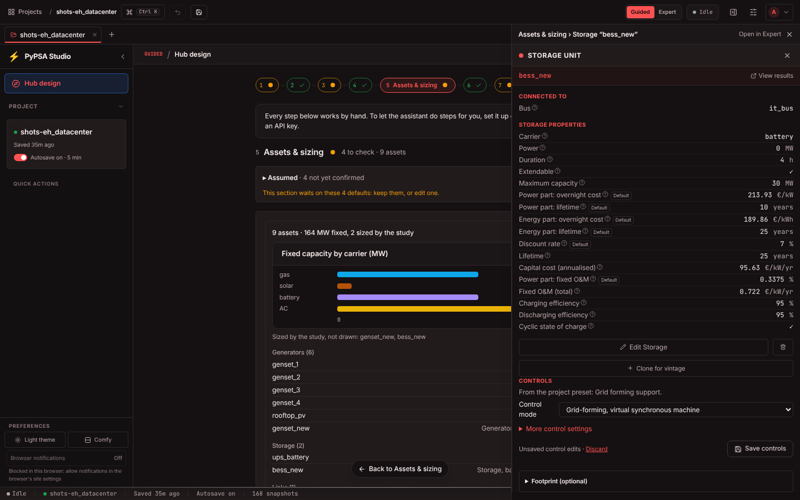 Projects / shots-eh_datacenter
Ctrl K
Guided Expert
Idle
A
shots-eh_datacenter
PyPSA Studio
Hub design
PROJECT
shots-eh_datacenter
Saved 35m ago
Autosave on · 5 min
QUICK ACTIONS
PREFERENCES
Light theme
Comfy
Browser notifications Off
Blocked in this browser: allow notifications in the browser's site settings
GUIDED / Hub design
1 2 3 4 5 Assets & sizing 6 7
Every step below works by hand. To let the assistant do steps for you, set it up
an API key.
5 Assets & sizing 4 to check · 9 assets
▸ Assumed · 4 not yet confirmed
This section waits on these 4 defaults: keep them, or edit one.
9 assets · 164 MW fixed, 2 sized by the study
Fixed capacity by carrier (MW)
gas
solar
battery
AC
0
Sized by the study, not drawn: genset_new, bess_new
Generators (6)
genset_1
genset_2
genset_3
genset_4
rooftop_pv
genset_new
Storage (2)
ups_battery
bess_new
Storage, b
← Back to Assets & sizing
Assets & sizing › Storage "bess_new"
Open in Expert
STORAGE UNIT
bess_new
View results
CONNECTED TO
Bus it_bus
STORAGE PROPERTIES
Carrier battery
Power 0 MW
Duration 4 h
Extendable ✓
Maximum capacity 30 MW
Power part: overnight cost Default 213.93 €/kW
Power part: lifetime Default 10 years
Energy part: overnight cost Default 189.86 €/kWh
Energy part: lifetime Default 25 years
Discount rate Default 7 %
Lifetime 25 years
Capital cost (annualised) 95.63 €/kW/yr
Power part: fixed O&M Default 0.3375 %
Fixed O&M (total) 0.722 €/kW/yr
Charging efficiency 95 %
Discharging efficiency 95 %
Cyclic state of charge ✓
Edit Storage
+ Clone for vintage
CONTROLS
From the project preset: Grid forming support.
Control mode
Grid-forming, virtual synchronous machine
▸ More control settings
Unsaved control edits · Discard
Save controls
▸ Footprint (optional)
Idle · shots-eh_datacenter · Saved 35m ago · Autosave on · 168 snapshots